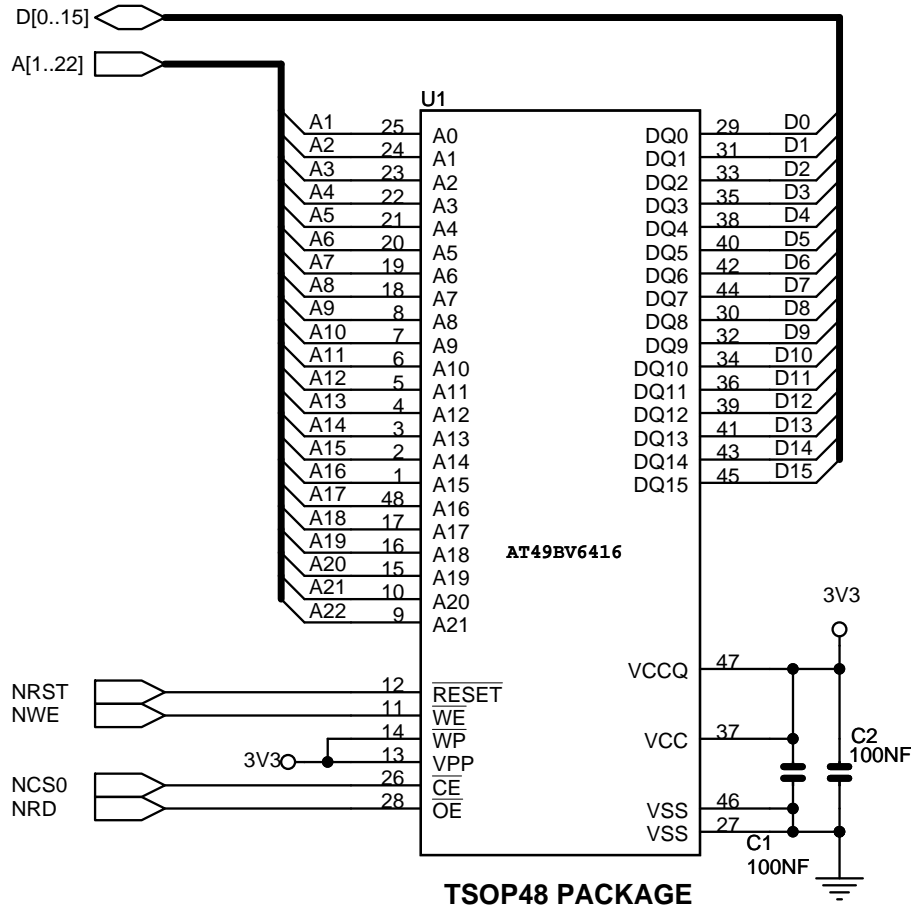 D[0..15]
A[1..22]
U1
A1 25 A0 DQ0 29 D0
A2 24 A1 DQ1 31 D1
A3 23 A2 DQ2 33 D2
A4 22 A3 DQ3 35 D3
A5 21 A4 DQ4 38 D4
A6 20 A5 DQ5 40 D5
A7 19 A6 DQ6 42 D6
A8 18 A7 DQ7 44 D7
A9 8 A8 DQ8 30 D8
A10 7 A9 DQ9 32 D9
A11 6 A10 DQ10 34 D10
A12 5 A11 DQ11 36 D11
A13 4 A12 DQ12 39 D12
A14 3 A13 DQ13 41 D13
A15 2 A14 DQ14 43 D14
A16 1 A15 DQ15 45 D15
A17 48 A16
A18 17 A17
A19 16 A18
A20 15 A19
A21 10 A20
A22 9 A21
AT49BV6416
3V3
VCCQ 47
NRST 12 RESET
NWE 11 WE
14 WP VCC 37
3V3 13 VPP
C2
100NF
NCS0 26 CE
NRD 28 OE
VSS 46
VSS 27
C1
100NF
TSOP48 PACKAGE